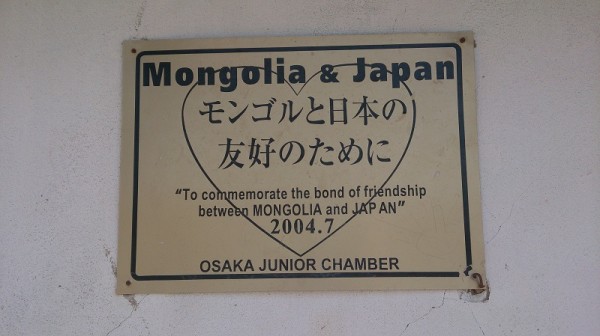 Mongolia & Japan
モンゴルと日本の
友好のために
"To commemorate the bond of friendship
between MONGOLIA and JAPAN"
2004.7
OSAKA JUNIOR CHAMBER